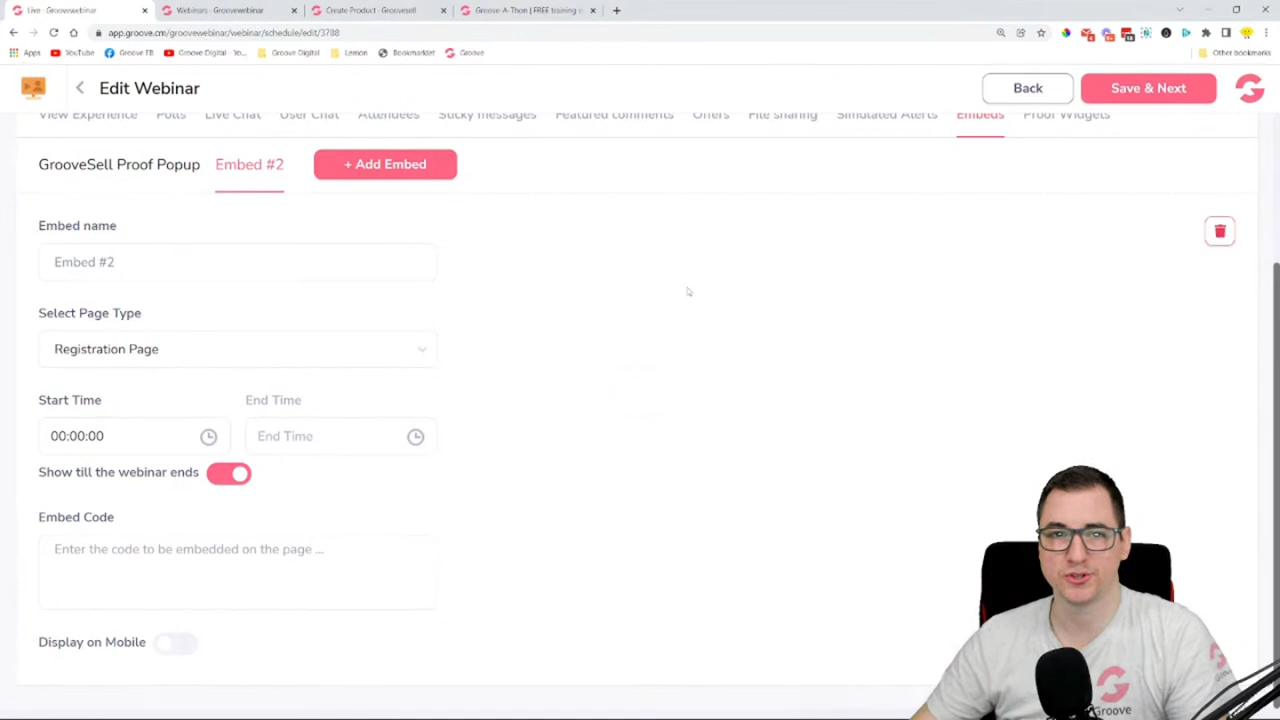 Live - Groovewebinar
Webinars - Groovewebinar
Create Product - Groovesell
Groove-A-Thon | FREE training
app.groove.cm/groovewebinar/webinar/schedule/edit/3788
Apps YouTube Groove FB Groove Digital - Yo... Groove Digital Lemon Bookmarklet Groove Other bookmarks
Edit Webinar
Back
Save & Next
View Experience Polls Live Chat User Chat Attendees Sticky messages Featured comments Offers File sharing Simulated Alerts Embeds Proof Widgets
GrooveSell Proof Popup Embed #2 + Add Embed
Embed name
Embed #2
Select Page Type
Registration Page
Start Time End Time
00:00:00 End Time
Show till the webinar ends
Embed Code
Enter the code to be embedded on the page ...
Display on Mobile
Groove